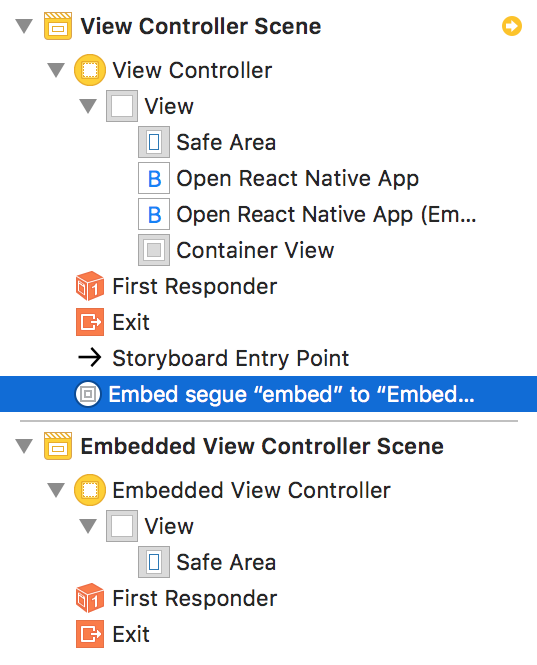 View Controller Scene
View Controller
View
Safe Area
B Open React Native App
B Open React Native App (Em...
Container View
1 First Responder
Exit
Storyboard Entry Point
Embed segue “embed” to “Embed...
Embedded View Controller Scene
Embedded View Controller
View
Safe Area
1 First Responder
Exit